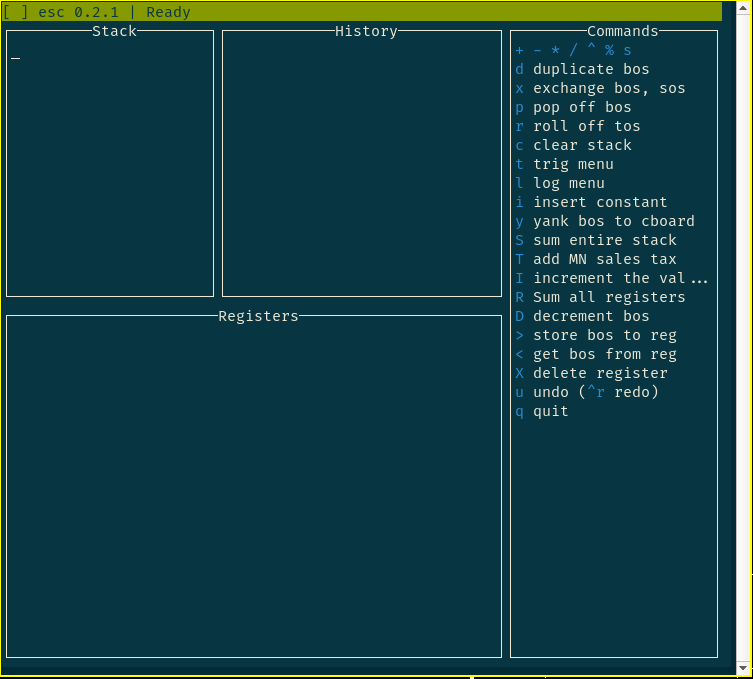 [ ] esc 0.2.1 | Ready
Stack
History
Commands
+ - * / ^ % s
d duplicate bos
x exchange bos, sos
p pop off bos
r roll off tos
c clear stack
t trig menu
l log menu
i insert constant
y yank bos to cboard
S sum entire stack
T add MN sales tax
I increment the val...
R Sum all registers
D decrement bos
> store bos to reg
< get bos from reg
X delete register
u undo (^r redo)
q quit
Registers